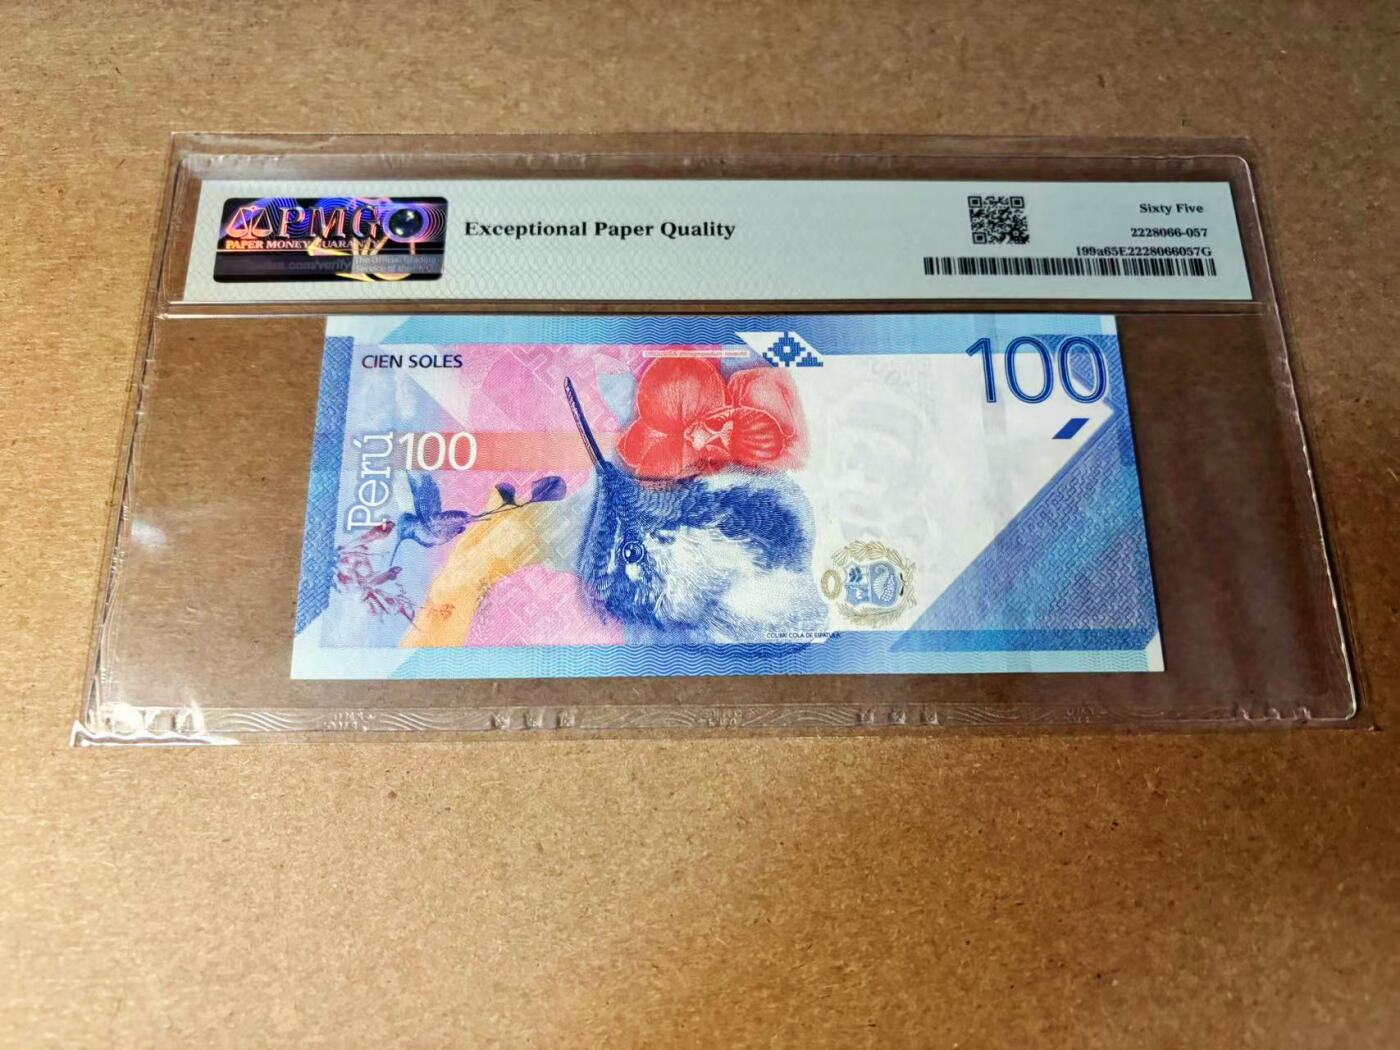 PMG
PAPER MONEY GUARANTY
Exceptional Paper Quality
Sixty Five
2228066-057
199a65E2228066057G
CIEN SOLES
100
Perú
100
COLIBRÍ COLA DE ESPÁTULA